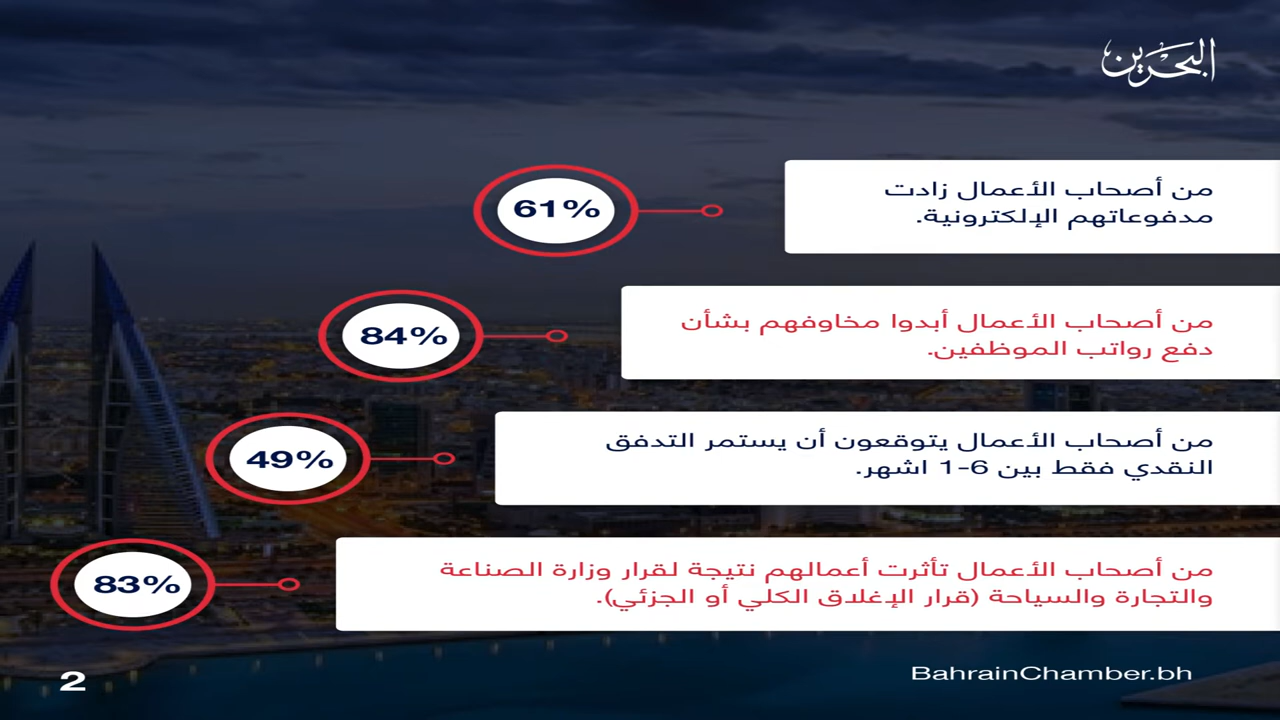 البحرين
من أصحاب الأعمال زادت
مدفوعاتهم الإلكترونية.
61%
من أصحاب الأعمال أبدوا مخاوفهم بشأن
دفع رواتب الموظفين.
84%
من أصحاب الأعمال يتوقعون أن يستمر التدفق
النقدي فقط بين 6-1 اشهر.
49%
من أصحاب الأعمال تأثرت أعمالهم نتيجة لقرار وزارة الصناعة
والتجارة والسياحة (قرار الإغلاق الكلي أو الجزئي).
83%
BahrainChamber.bh
2